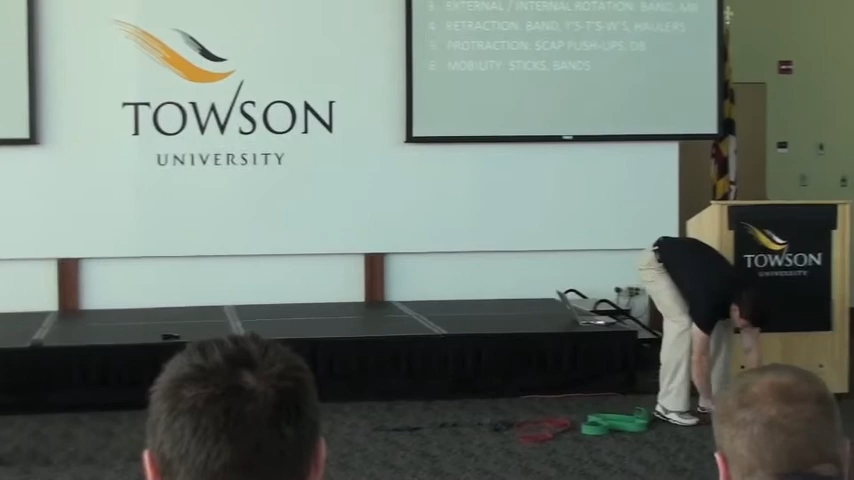 TOWSON
UNIVERSITY
3. EXTERNAL / INTERNAL ROTATION: BAND, MB
4. RETRACTION: BAND, Y'S-T'S-W'S, HAULERS
5. PROTRACTION: SCAP PUSH-UPS, DB
6. MOBILITY: STICKS, BANDS
TOWSON
UNIVERSITY